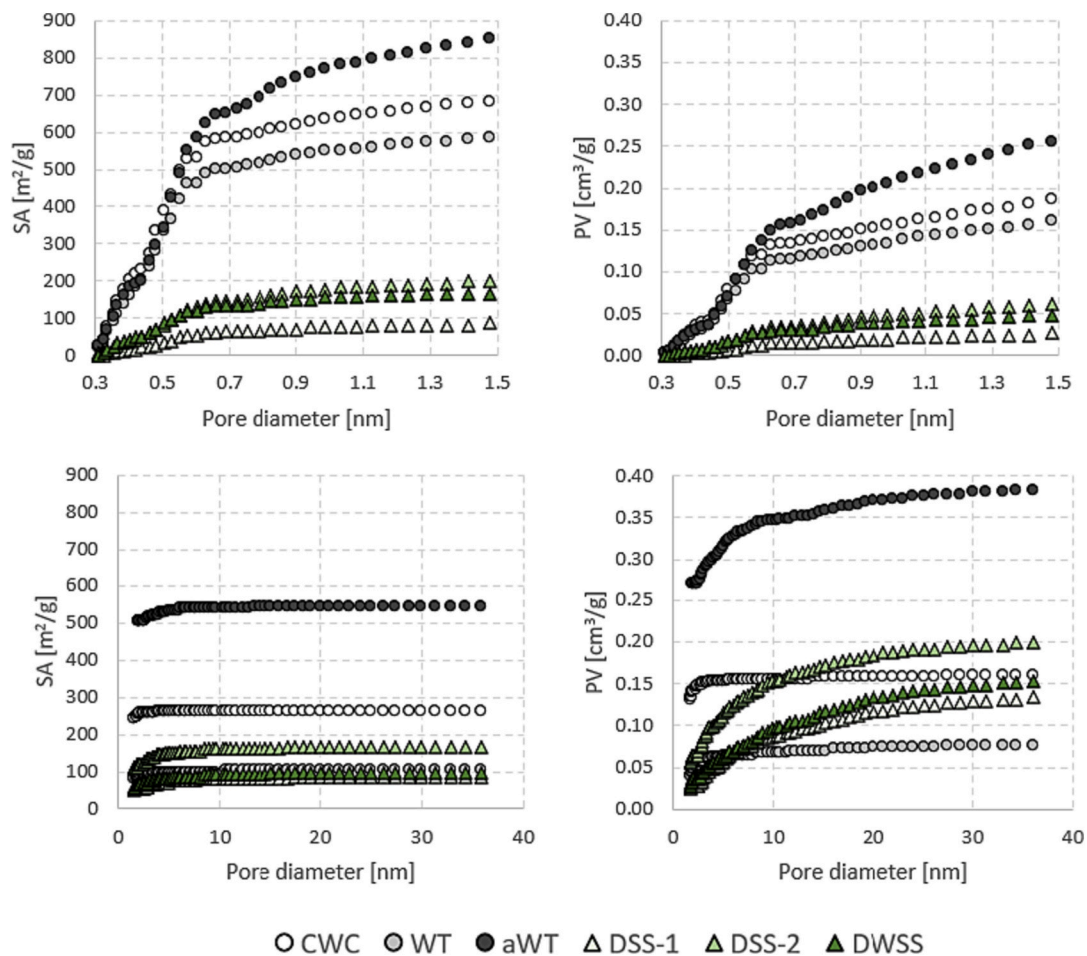 900
800
700
600
500
400
300
200
100
0
SA [m²/g]
0.3 0.5 0.7 0.9 1.1 1.3 1.5
Pore diameter [nm]
0.40
0.35
0.30
0.25
0.20
0.15
0.10
0.05
0.00
PV [cm³/g]
0.3 0.5 0.7 0.9 1.1 1.3 1.5
Pore diameter [nm]
900
800
700
600
500
400
300
200
100
0
SA [m²/g]
0 10 20 30 40
Pore diameter [nm]
0.40
0.35
0.30
0.25
0.20
0.15
0.10
0.05
0.00
PV [cm³/g]
0 10 20 30 40
Pore diameter [nm]
CWC WT aWT DSS-1 DSS-2 DWSS